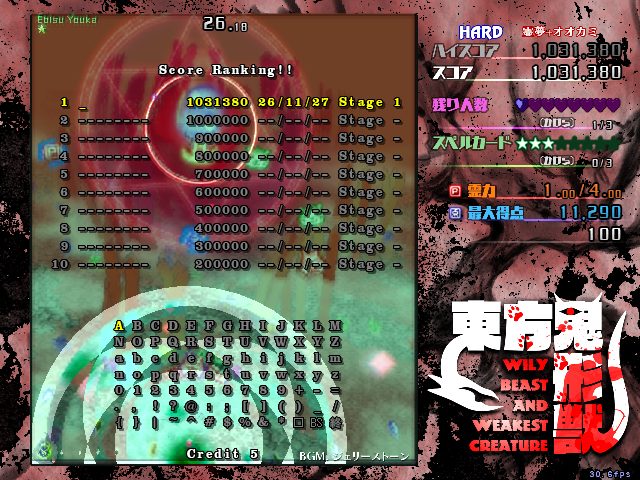 Ebisu Youka
26.18
Score Ranking!!
1 _ 1031380 26/11/27 Stage 1
2 -------- 1000000 --/--/-- Stage -
3 -------- 900000 --/--/-- Stage -
4 -------- 800000 --/--/-- Stage -
5 -------- 700000 --/--/-- Stage -
6 -------- 600000 --/--/-- Stage -
7 -------- 500000 --/--/-- Stage -
8 -------- 400000 --/--/-- Stage -
9 -------- 300000 --/--/-- Stage -
10 -------- 200000 --/--/-- Stage -
A B C D E F G H I J K L M
N O P Q R S T U V W X Y Z
a b c d e f g h i j k l m
n o p q r s t u v w x y z
0 1 2 3 4 5 6 7 8 9 + - =
. , ! ? @ : ; [ ] ( ) _ /
{ } | ~ ^ # $ % & * □ BS 終
Credit 5
BGM: ジェリーストーン
HARD 霊夢+オオカミ
ハイスコア 1,031,380
スコア 1,031,380
残り人数
(かけら) 1/3
スペルカード ★★★
(かけら) 0/3
P 霊力 1.00/4.00
最大得点 11,290
100
東方鬼形獣
WILY
BEAST
AND
WEAKEST
CREATURE
30.6fps